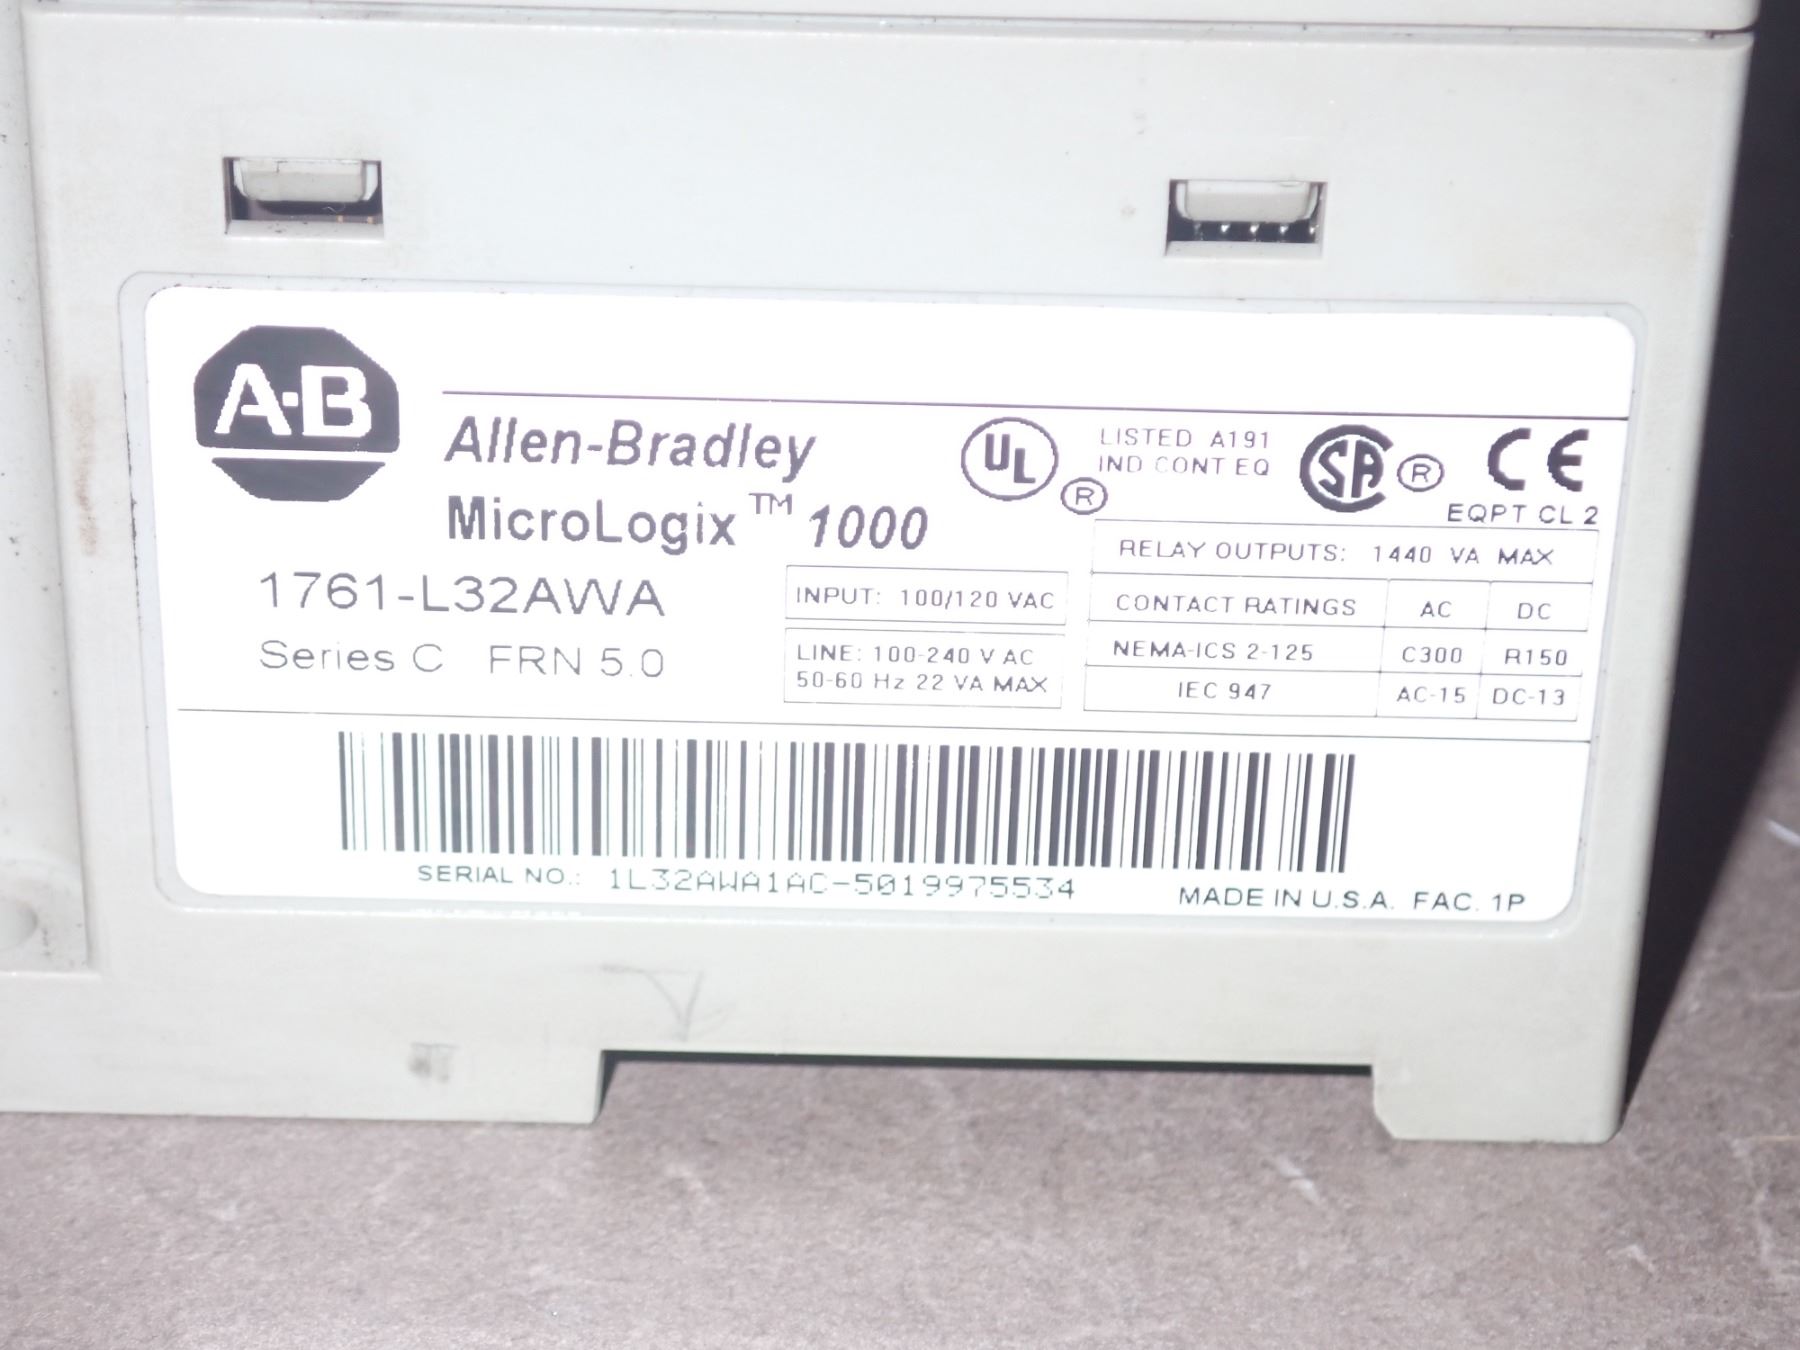 A-B
Allen-Bradley
MicroLogix™ 1000
1761-L32AWA
Series C FRN 5.0
UL ®
LISTED A191
IND CONT EQ
SA ® CE
EQPT CL 2
INPUT: 100/120 VAC
LINE: 100-240 V AC
50-60 Hz 22 VA MAX
RELAY OUTPUTS: 1440 VA MAX
CONTACT RATINGS AC DC
NEMA-ICS 2-125 C300 R150
IEC 947 AC-15 DC-13
SERIAL NO.: 1L32AWA1AC-5019975534
MADE IN U.S.A. FAC. 1P